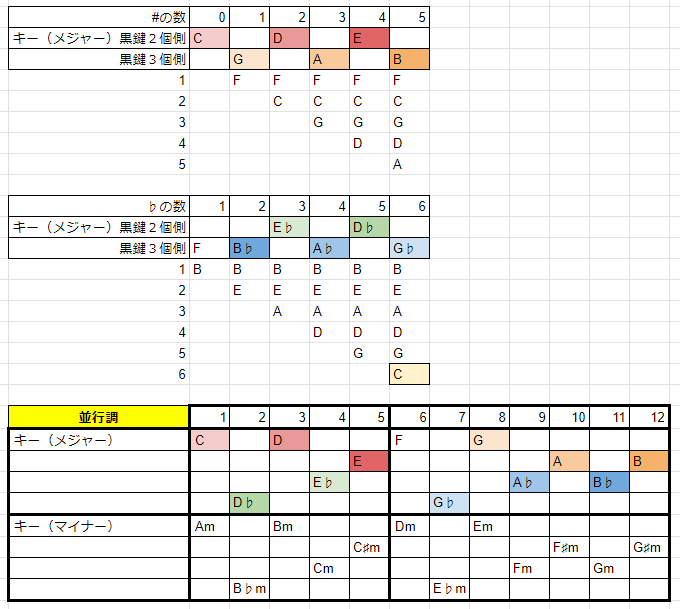 #の数 0 1 2 3 4 5
キー（メジャー）黒鍵２個側 C D E
黒鍵３個側 G A B
1 F F F F F
2 C C C C
3 G G G
4 D D
5 A
♭の数 1 2 3 4 5 6
キー（メジャー）黒鍵２個側 E♭ D♭
黒鍵３個側 F B♭ A♭ G♭
1 B B B B B B
2 E E E E E
3 A A A A
4 D D D
5 G G
6 C
並行調 1 2 3 4 5 6 7 8 9 10 11 12
キー（メジャー） C D F G
E A B
E♭ A♭ B♭
D♭ G♭
キー（マイナー） Am Bm Dm Em
C♯m F♯m G♯m
Cm Fm Gm
B♭m E♭m